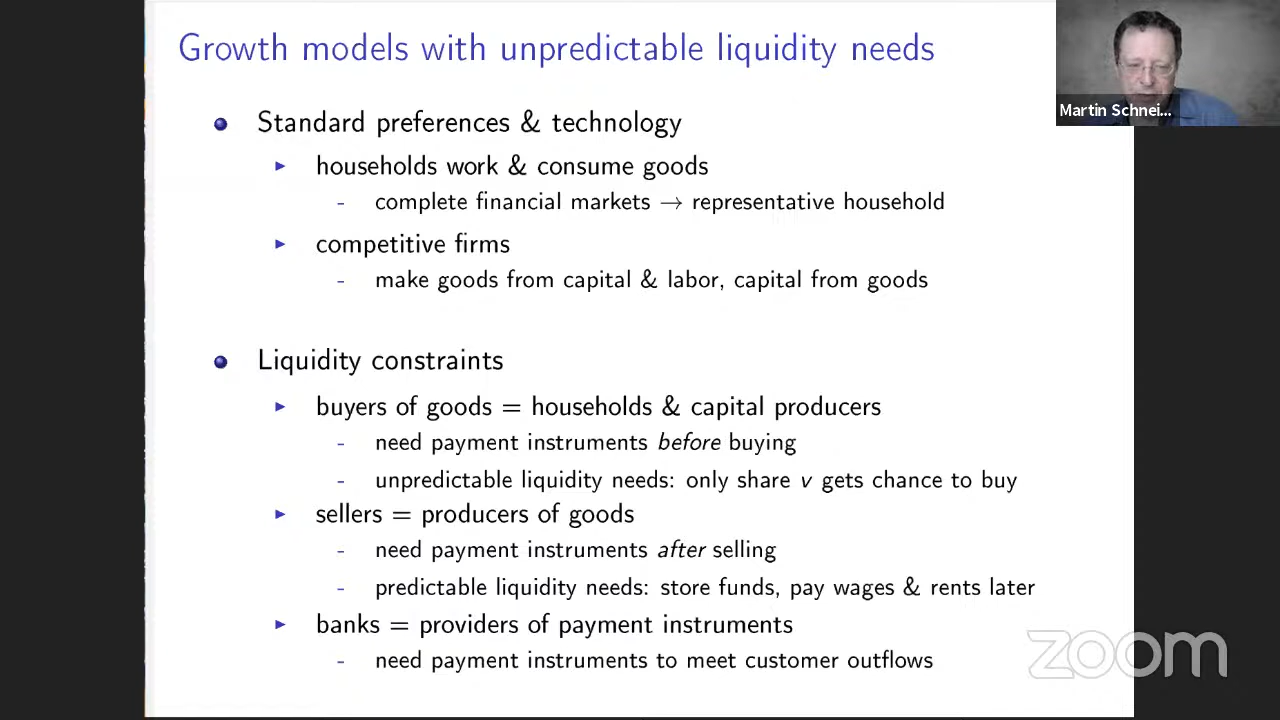 Growth models with unpredictable liquidity needs
Martin Schnei...
Standard preferences & technology
households work & consume goods
- complete financial markets → representative household
competitive firms
- make goods from capital & labor, capital from goods
Liquidity constraints
buyers of goods = households & capital producers
- need payment instruments before buying
- unpredictable liquidity needs: only share v gets chance to buy
sellers = producers of goods
- need payment instruments after selling
- predictable liquidity needs: store funds, pay wages & rents later
banks = providers of payment instruments
- need payment instruments to meet customer outflows
zoom